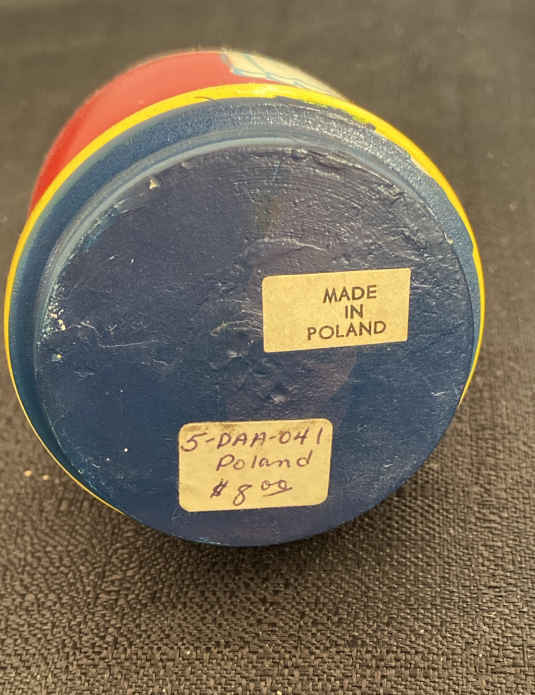 MADE
IN
POLAND
5-DAA-041
Poland
$8.00